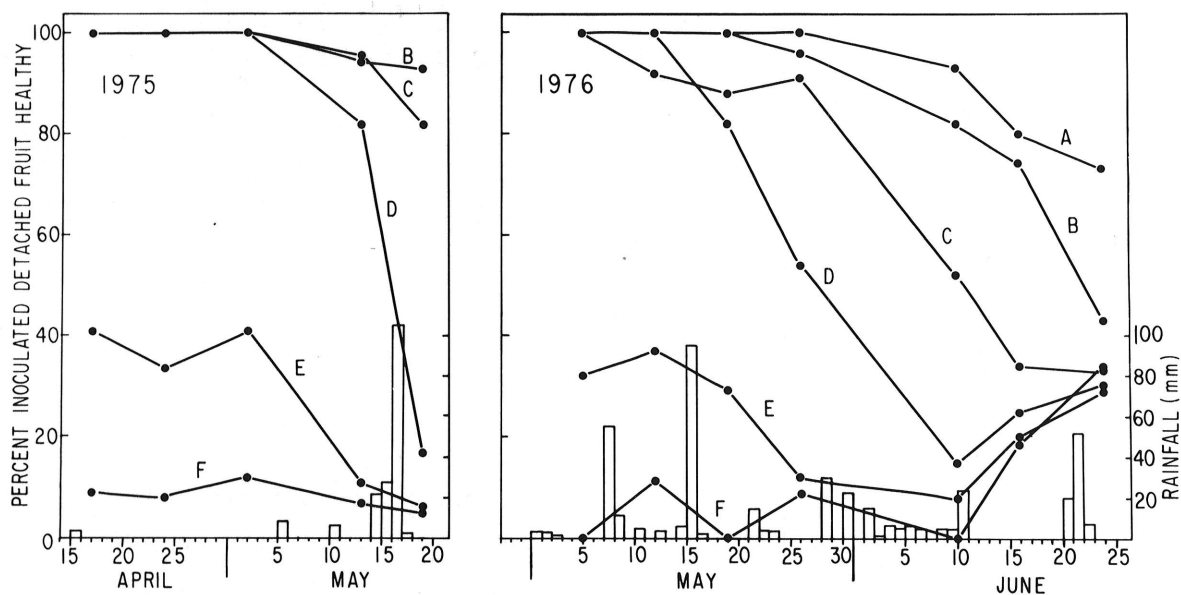 PERCENT INOCULATED DETACHED FRUIT HEALTHY
100
80
60
40
20
0
1975
B
C
D
E
F
15 20 25 5 10 15 20
APRIL MAY
1976
A
B
C
D
E
F
100
80
60
40
20
RAINFALL (mm)
5 10 15 20 25 30 5 10 15 20 25
MAY JUNE